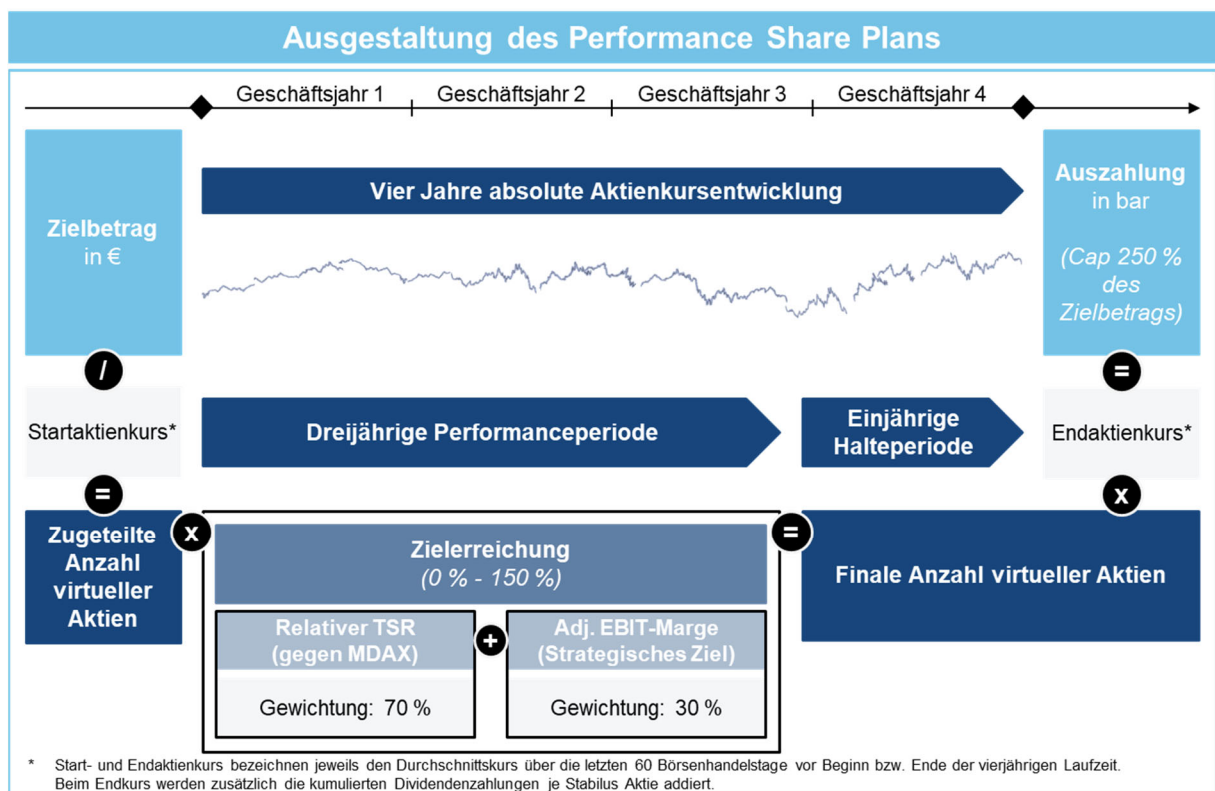 Ausgestaltung des Performance Share Plans
Geschäftsjahr 1
Geschäftsjahr 2
Geschäftsjahr 3
Geschäftsjahr 4
Zielbetrag
in €
Vier Jahre absolute Aktienkursentwicklung
Auszahlung
in bar
(Cap 250 %
des
Zielbetrags)
/
=
Startaktienkurs*
Dreijährige Performanceperiode
Einjährige
Halteperiode
Endaktienkurs*
=
x
Zugeteilte
Anzahl
virtueller
Aktien
x
Zielerreichung
(0 % - 150 %)
=
Finale Anzahl virtueller Aktien
Relativer TSR
(gegen MDAX)
Gewichtung: 70 %
+
Adj. EBIT-Marge
(Strategisches Ziel)
Gewichtung: 30 %
* Start- und Endaktienkurs bezeichnen jeweils den Durchschnittskurs über die letzten 60 Börsenhandelstage vor Beginn bzw. Ende der vierjährigen Laufzeit.
Beim Endkurs werden zusätzlich die kumulierten Dividendenzahlungen je Stabilus Aktie addiert.